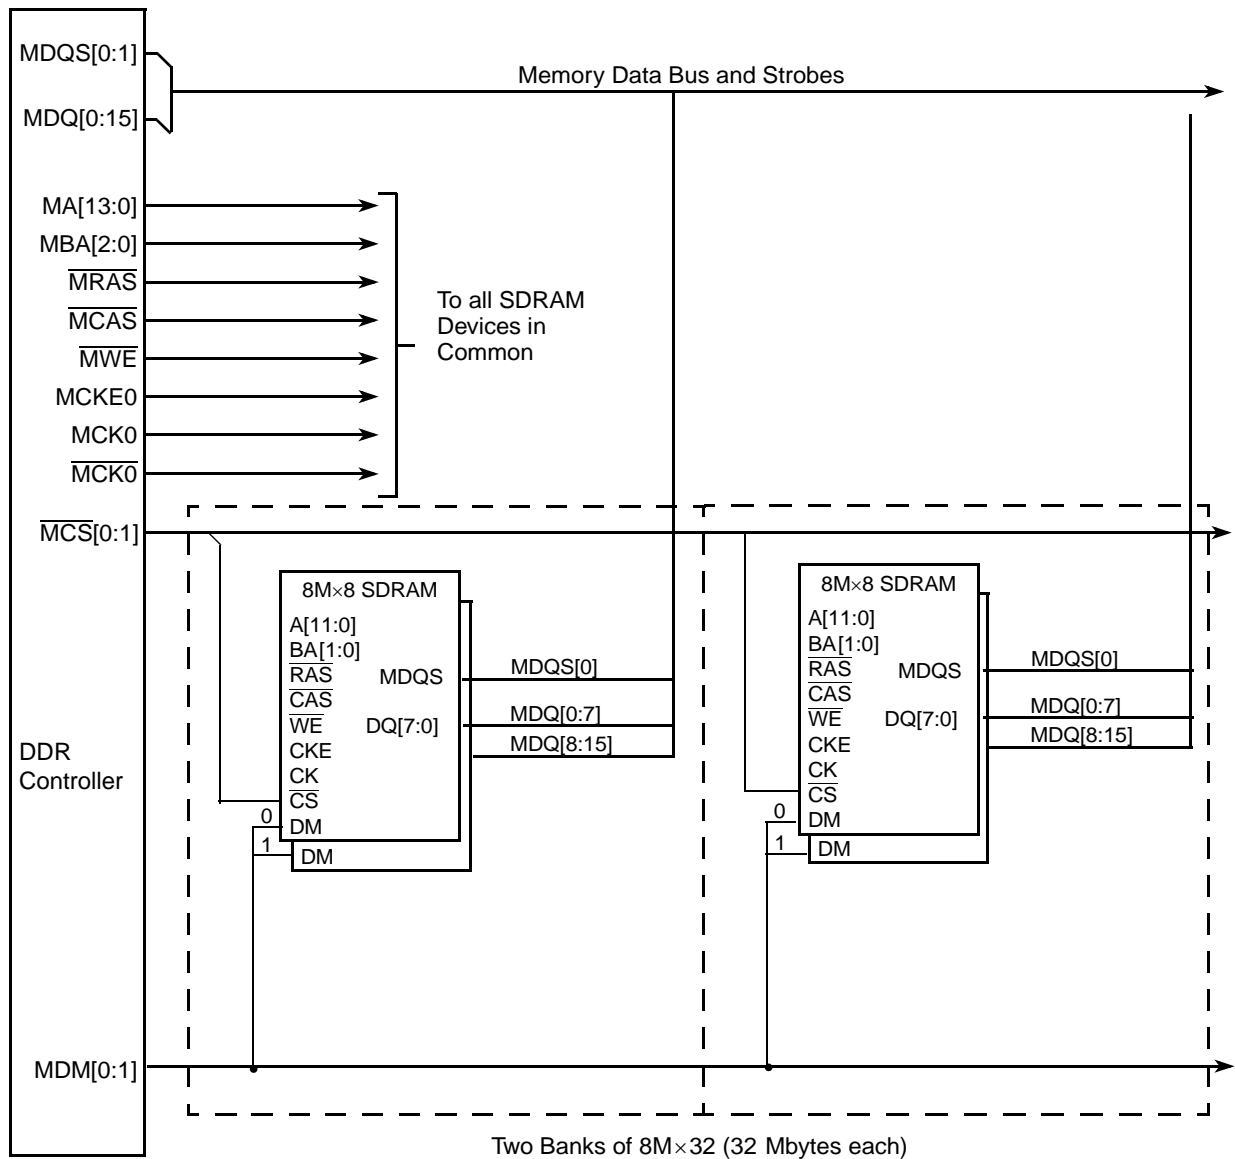 MDQS[0:1]
Memory Data Bus and Strobes
MDQ[0:15]
MA[13:0]
MBA[2:0]
MRAS
MCAS
MWE
MCKE0
MCK0
MCK0
To all SDRAM
Devices in
Common
MCS[0:1]
8M×8 SDRAM
A[11:0]
BA[1:0]
RAS
CAS
WE
CKE
CK
CS
DM
MDQS
DQ[7:0]
0
1
DM
MDQS[0]
MDQ[0:7]
MDQ[8:15]
8M×8 SDRAM
A[11:0]
BA[1:0]
RAS
CAS
WE
CKE
CK
CS
DM
MDQS
DQ[7:0]
0
1
DM
MDQS[0]
MDQ[0:7]
MDQ[8:15]
DDR
Controller
MDM[0:1]
Two Banks of 8M×32 (32 Mbytes each)